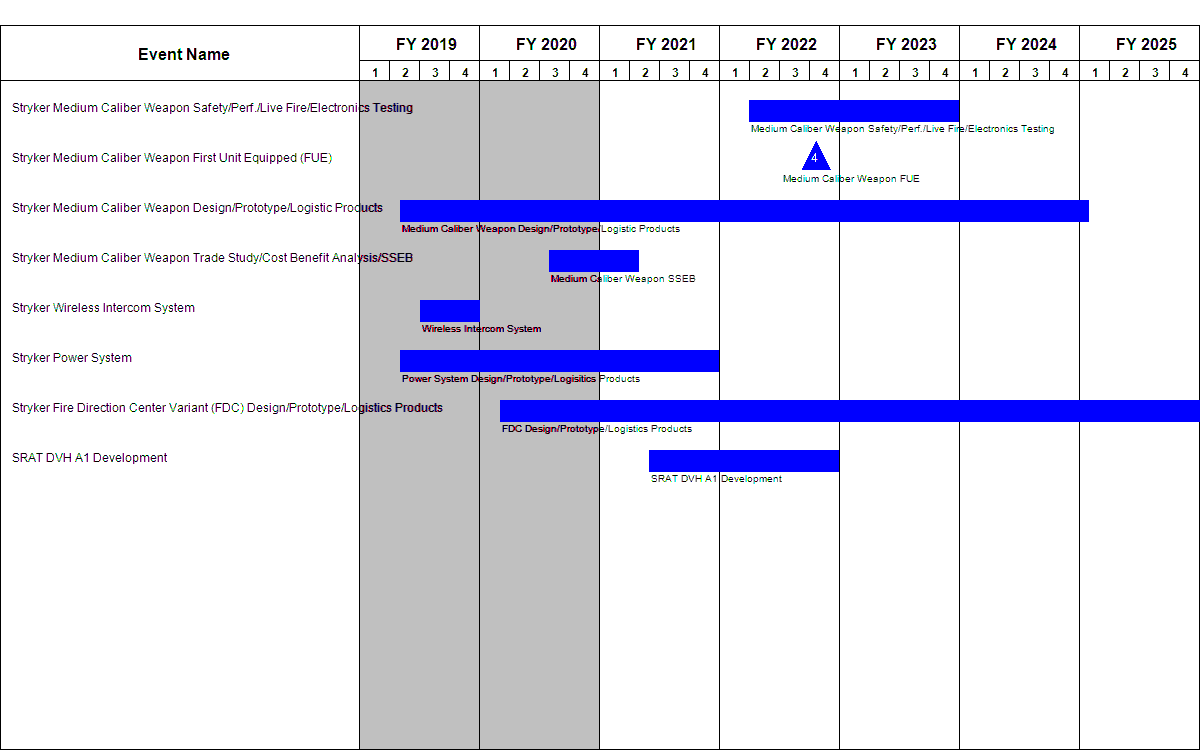 Event Name FY 2019 FY 2020 FY 2021 FY 2022 FY 2023 FY 2024 FY 2025
1 2 3 4 1 2 3 4 1 2 3 4 1 2 3 4 1 2 3 4 1 2 3 4 1 2 3 4
Stryker Medium Caliber Weapon Safety/Perf./Live Fire/Electronics Testing
Medium Caliber Weapon Safety/Perf./Live Fire/Electronics Testing
Stryker Medium Caliber Weapon First Unit Equipped (FUE) 4
Medium Caliber Weapon FUE
Stryker Medium Caliber Weapon Design/Prototype/Logistic Products
Medium Caliber Weapon Design/Prototype/Logistic Products
Stryker Medium Caliber Weapon Trade Study/Cost Benefit Analysis/SSEB
Medium Caliber Weapon SSEB
Stryker Wireless Intercom System
Wireless Intercom System
Stryker Power System
Power System Design/Prototype/Logisitics Products
Stryker Fire Direction Center Variant (FDC) Design/Prototype/Logistics Products
FDC Design/Prototype/Logistics Products
SRAT DVH A1 Development
SRAT DVH A1 Development